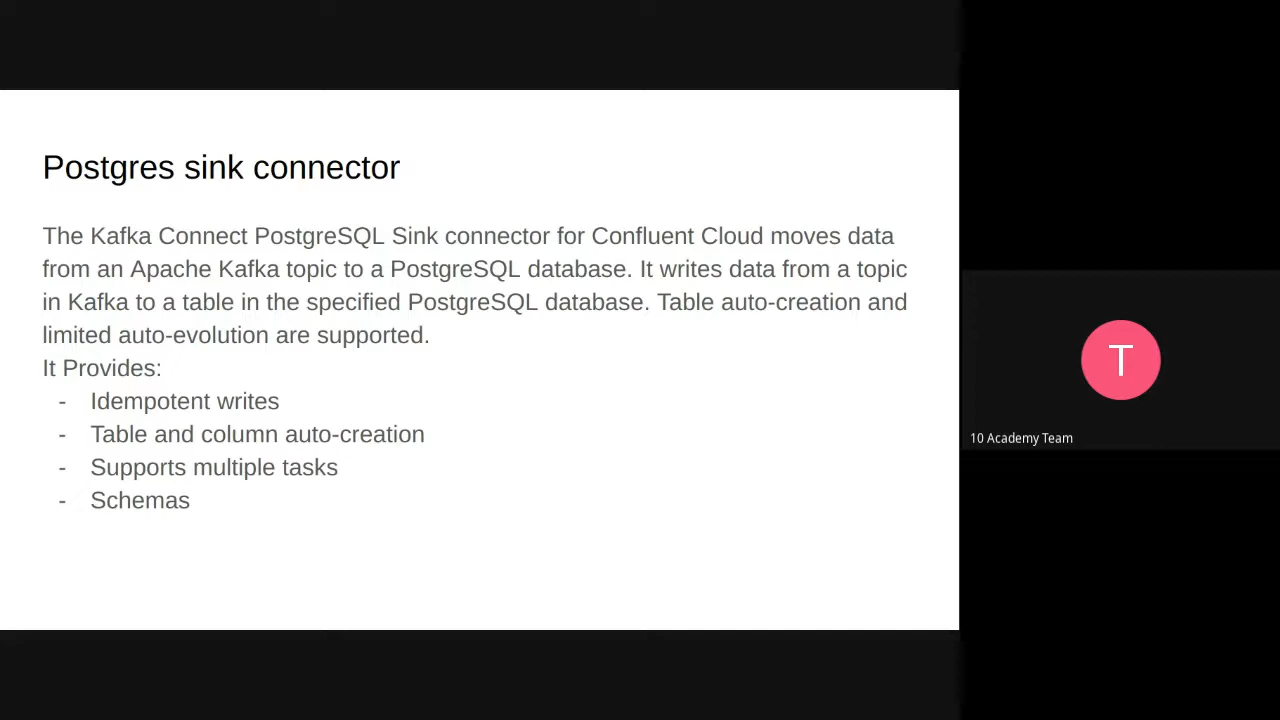 Postgres sink connector
The Kafka Connect PostgreSQL Sink connector for Confluent Cloud moves data
from an Apache Kafka topic to a PostgreSQL database. It writes data from a topic
in Kafka to a table in the specified PostgreSQL database. Table auto-creation and
limited auto-evolution are supported.
It Provides:
- Idempotent writes
- Table and column auto-creation
- Supports multiple tasks
- Schemas
T
10 Academy Team